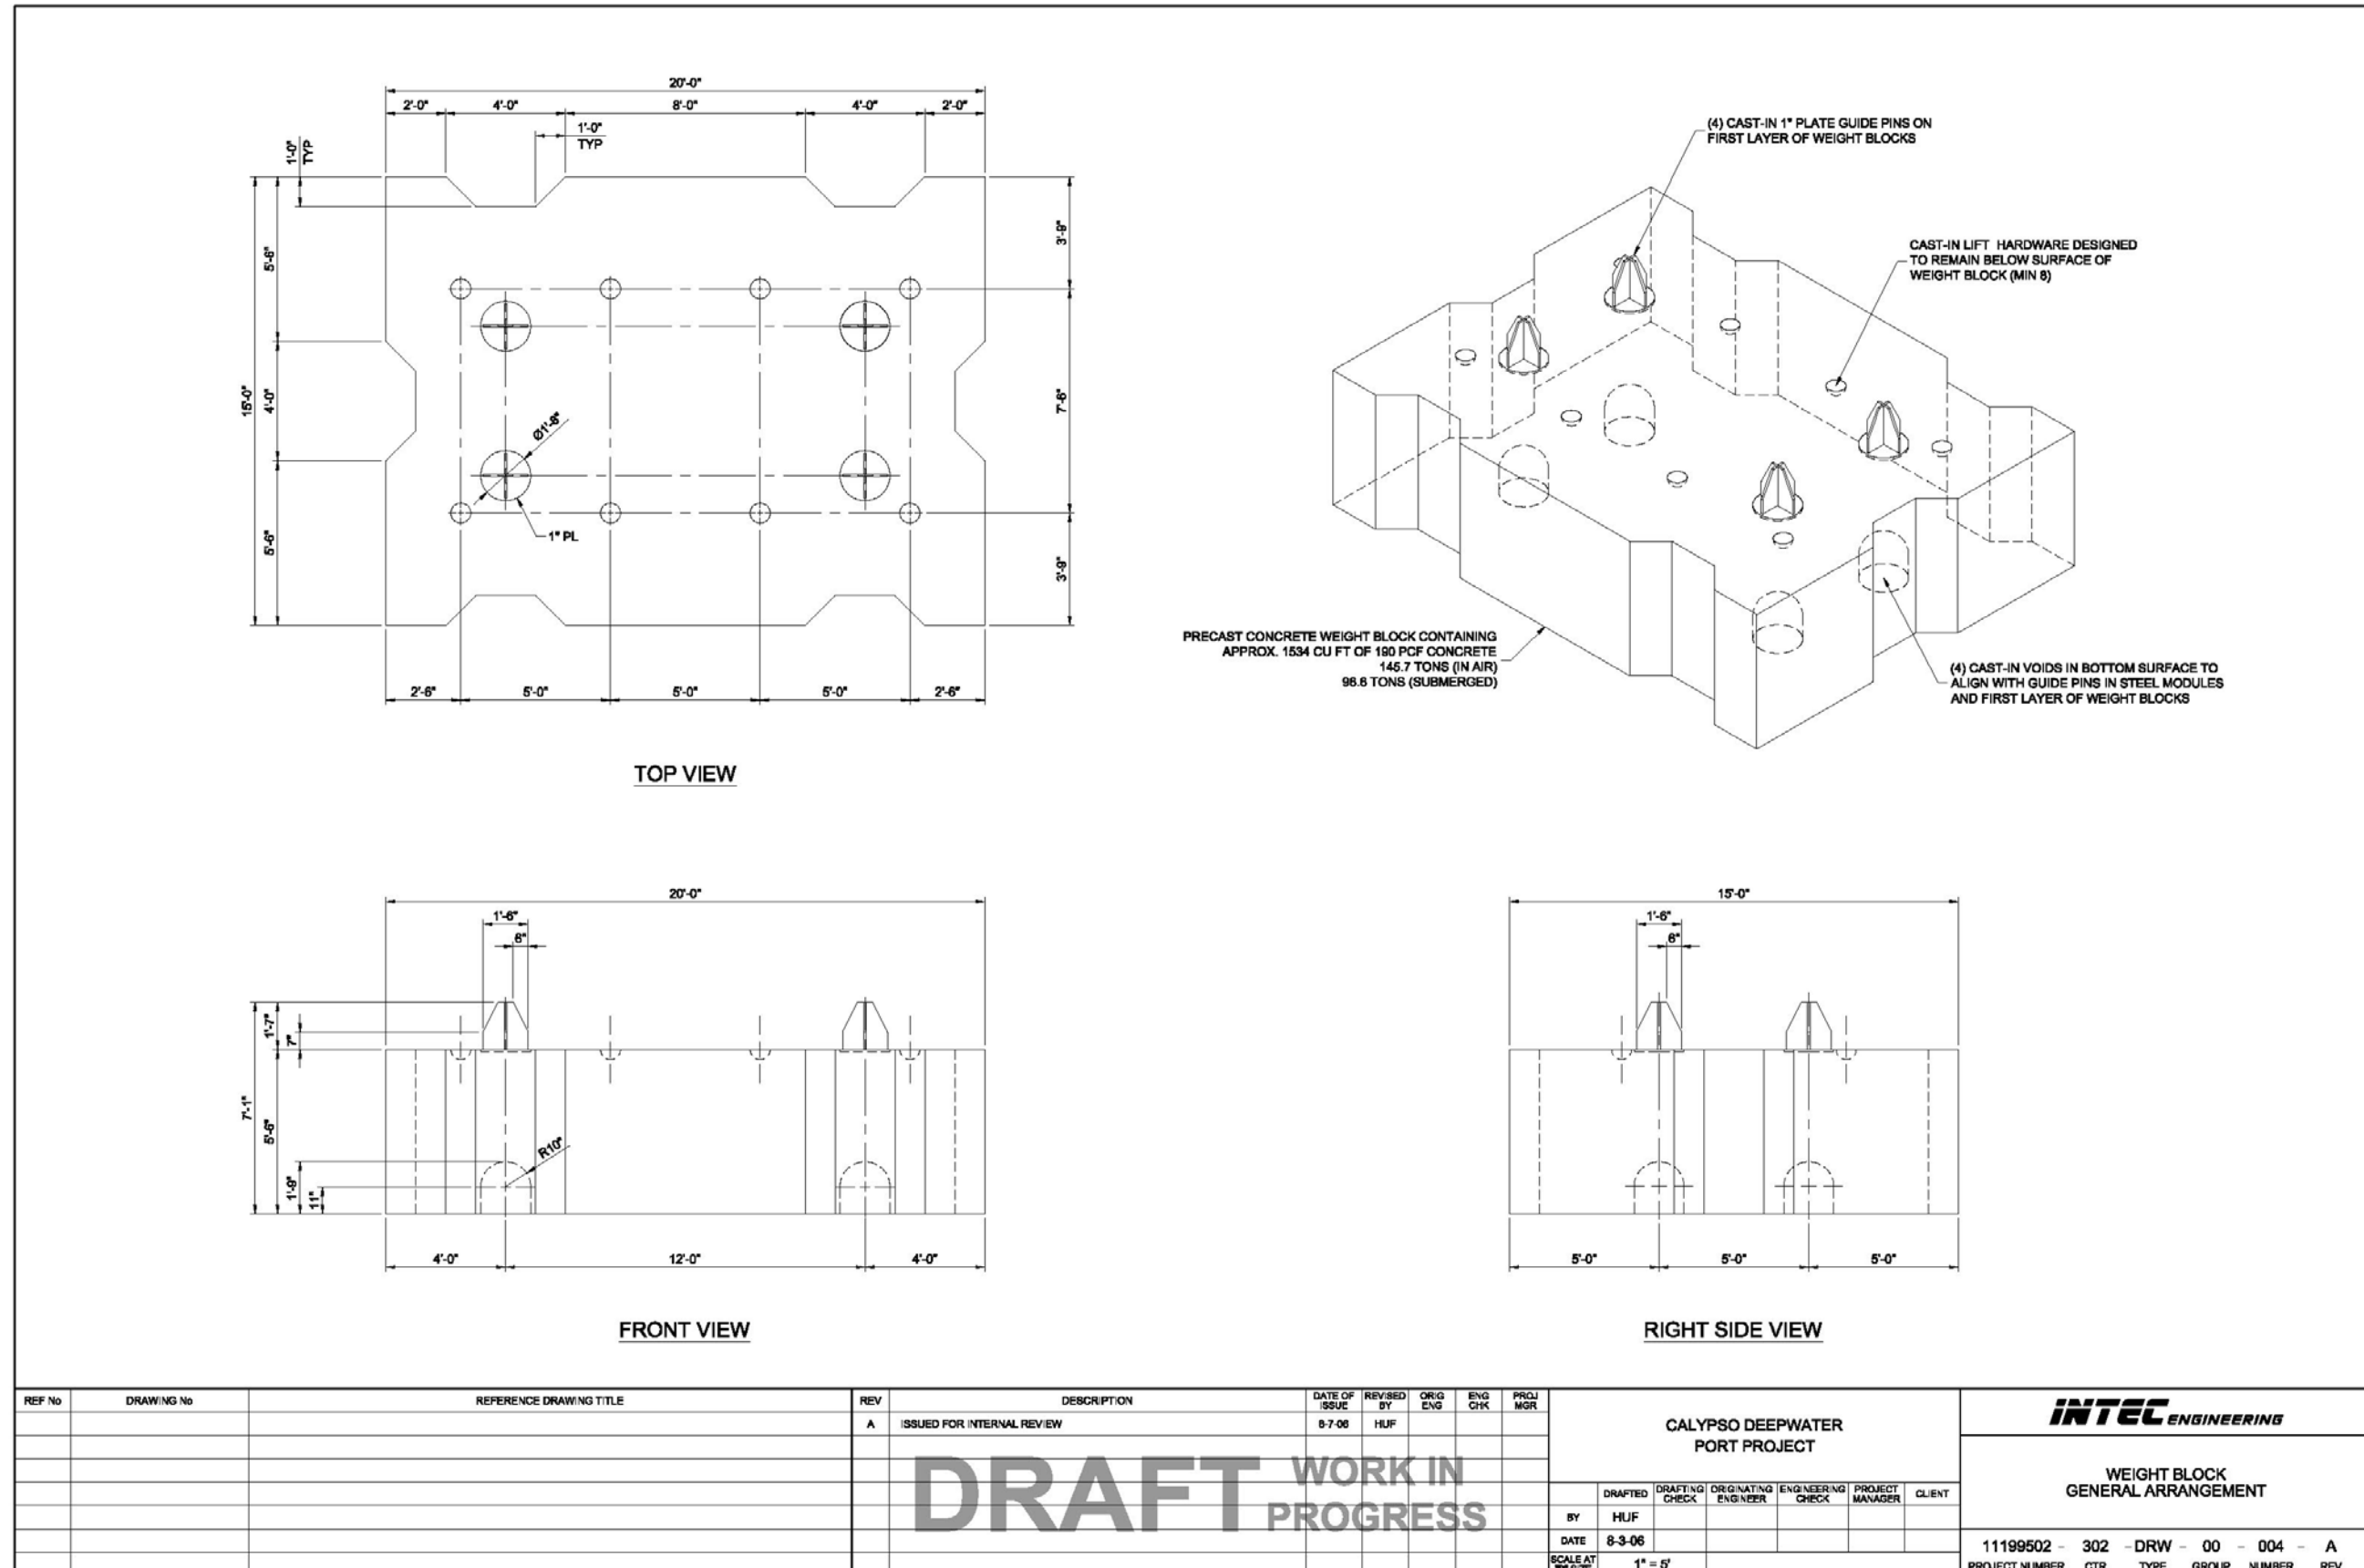 20'-0"
2'-0" 4'-0" 8'-0" 4'-0" 2'-0"
1'-0"
TYP
1'-0"
TYP
5'-6"
15'-0"
4'-0"
5'-6"
3'-9"
7'-6"
3'-9"
1" PL
2'-6" 5'-0" 5'-0" 5'-0" 2'-6"
TOP VIEW
(4) CAST-IN 1" PLATE GUIDE PINS ON
FIRST LAYER OF WEIGHT BLOCKS
CAST-IN LIFT HARDWARE DESIGNED
TO REMAIN BELOW SURFACE OF
WEIGHT BLOCK (MIN 8)
PRECAST CONCRETE WEIGHT BLOCK CONTAINING
APPROX. 1534 CU FT OF 190 PCF CONCRETE
145.7 TONS (IN AIR)
96.6 TONS (SUBMERGED)
(4) CAST-IN VOIDS IN BOTTOM SURFACE TO
ALIGN WITH GUIDE PINS IN STEEL MODULES
AND FIRST LAYER OF WEIGHT BLOCKS
20'-0"
1'-6"
6"
1'-7"
7"
7'-1"
5'-6"
R10"
1'-9"
11"
4'-0" 12'-0" 4'-0"
FRONT VIEW
15'-0"
1'-6"
6"
5'-0" 5'-0" 5'-0"
RIGHT SIDE VIEW
REF No DRAWING No REFERENCE DRAWING TITLE
REV DESCRIPTION DATE OF ISSUE REVISED BY ORIG ENG ENG CHK PROJ MGR
A ISSUED FOR INTERNAL REVIEW 8-7-06 HUF
DRAFT WORK IN
PROGRESS
CALYPSO DEEPWATER
PORT PROJECT
DRAFTED DRAFTING CHECK ORIGINATING ENGINEER ENGINEERING CHECK PROJECT MANAGER CLIENT
BY HUF
DATE 8-3-06
SCALE AT
1" = 5'
INTEC ENGINEERING
WEIGHT BLOCK
GENERAL ARRANGEMENT
11199502 - 302 - DRW - 00 - 004 - A
PROJECT NUMBER CTR TYPE GROUP NUMBER REV